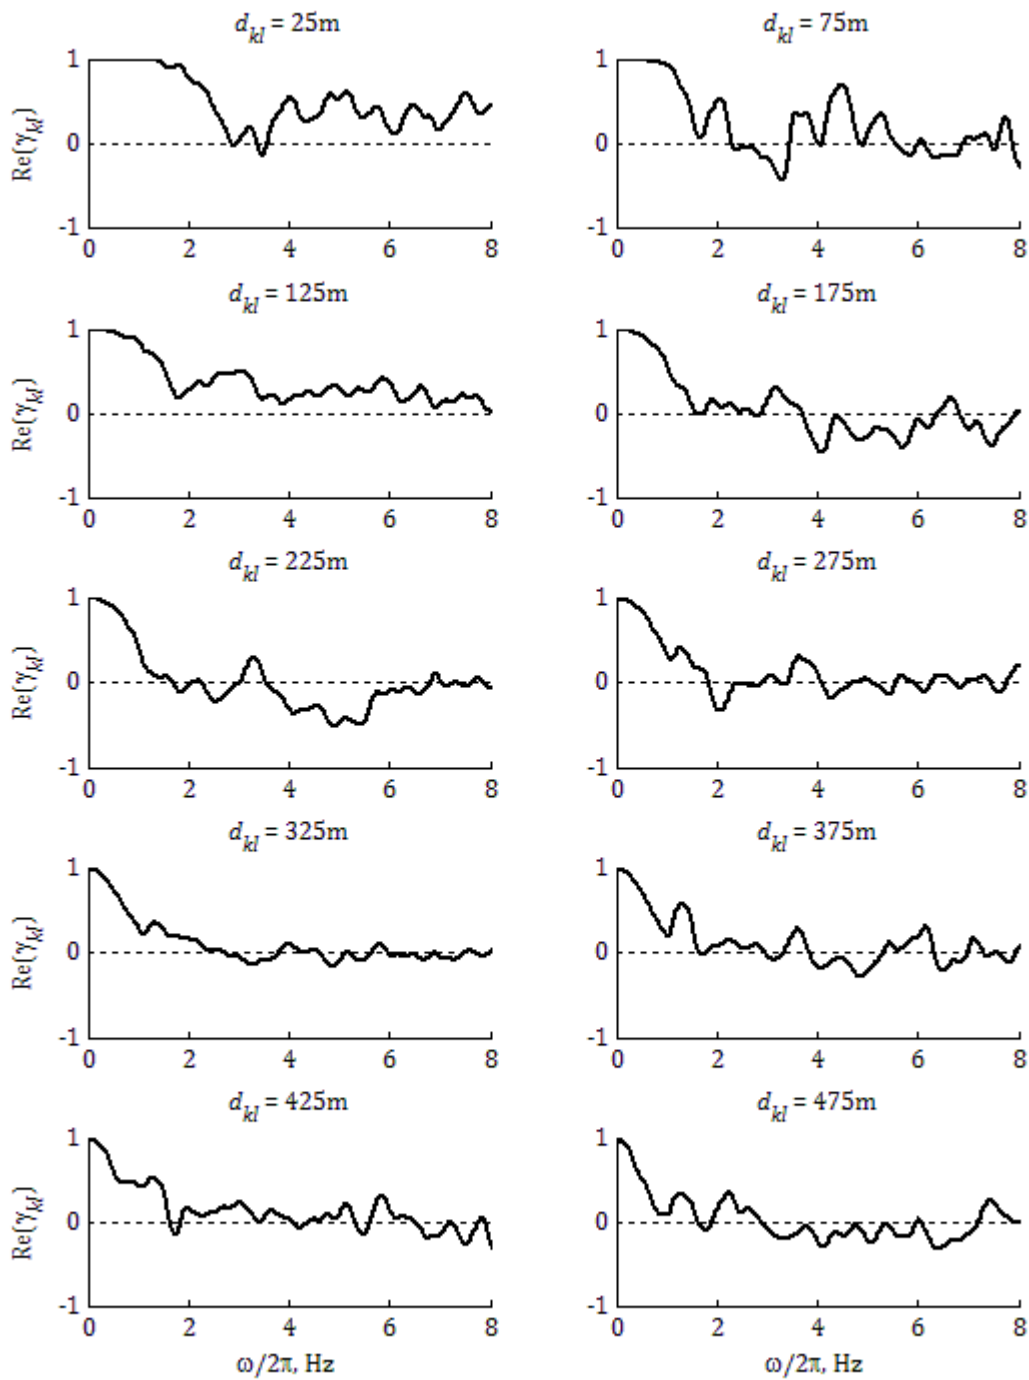 d_kl = 25m
d_kl = 75m
Re(γ_kl)
1
0
-1
0 2 4 6 8
1
0
-1
0 2 4 6 8
d_kl = 125m
d_kl = 175m
Re(γ_kl)
1
0
-1
0 2 4 6 8
1
0
-1
0 2 4 6 8
d_kl = 225m
d_kl = 275m
Re(γ_kl)
1
0
-1
0 2 4 6 8
1
0
-1
0 2 4 6 8
d_kl = 325m
d_kl = 375m
Re(γ_kl)
1
0
-1
0 2 4 6 8
1
0
-1
0 2 4 6 8
d_kl = 425m
d_kl = 475m
Re(γ_kl)
1
0
-1
0 2 4 6 8
1
0
-1
0 2 4 6 8
ω/2π, Hz
ω/2π, Hz